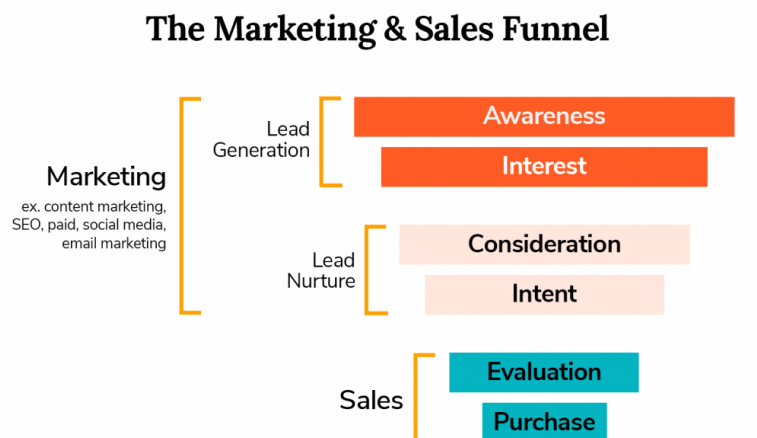 The Marketing & Sales Funnel
Marketing
ex. content marketing,
SEO, paid, social media,
email marketing
Lead
Generation
Awareness
Interest
Lead
Nurture
Consideration
Intent
Sales
Evaluation
Purchase